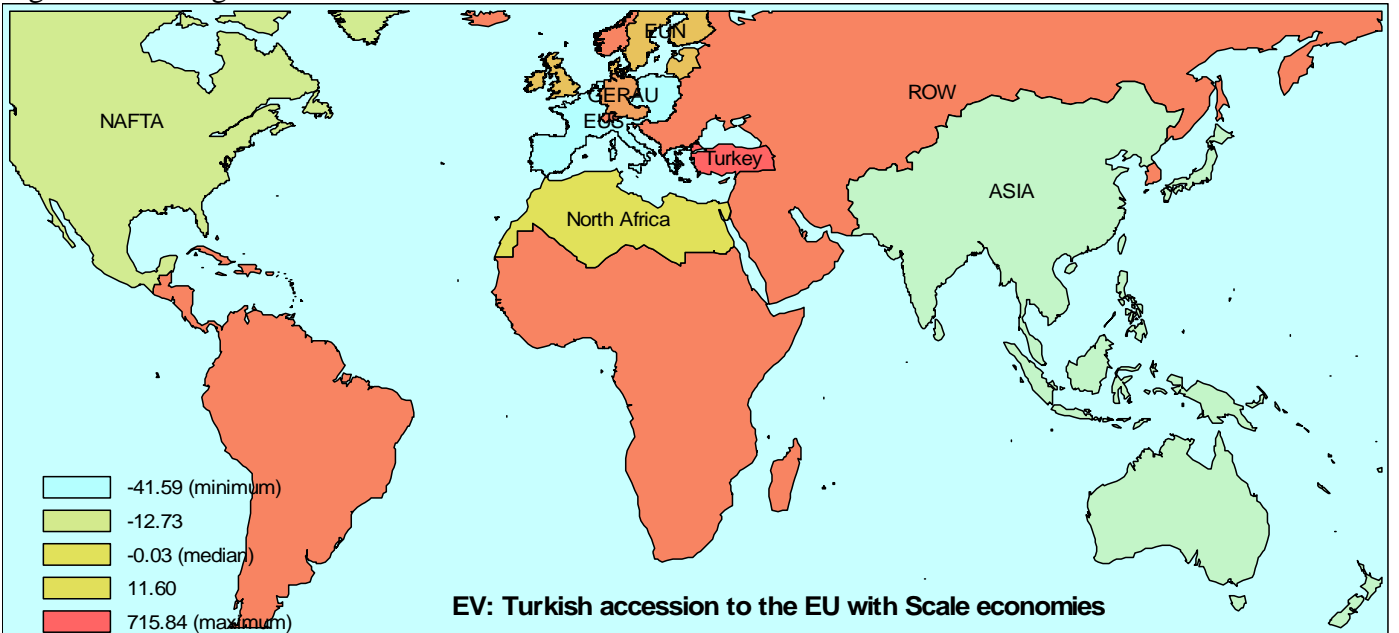 EUN
GERAU
EUS
NAFTA
ROW
Turkey
ASIA
North Africa
-41.59 (minimum)
-12.73
-0.03 (median)
11.60
715.84 (maximum)
EV: Turkish accession to the EU with Scale economies